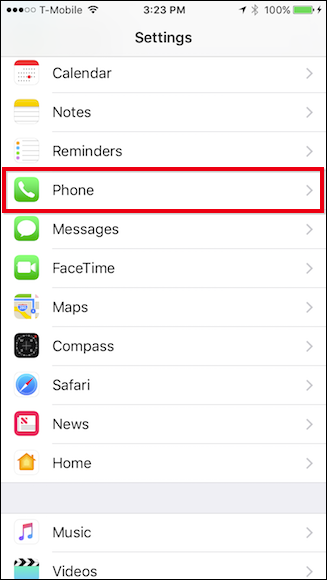 T-Mobile 3:23 PM 100%
Settings
Calendar
Notes
Reminders
Phone
Messages
FaceTime
Maps
Compass
Safari
News
Home
Music
Videos